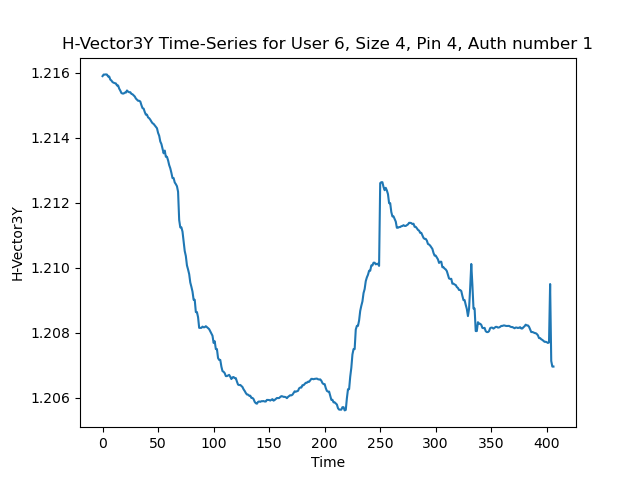 H-Vector3Y Time-Series for User 6, Size 4, Pin 4, Auth number 1
1.216
1.214
1.212
1.210
1.208
1.206
H-Vector3Y
0 50 100 150 200 250 300 350 400
Time